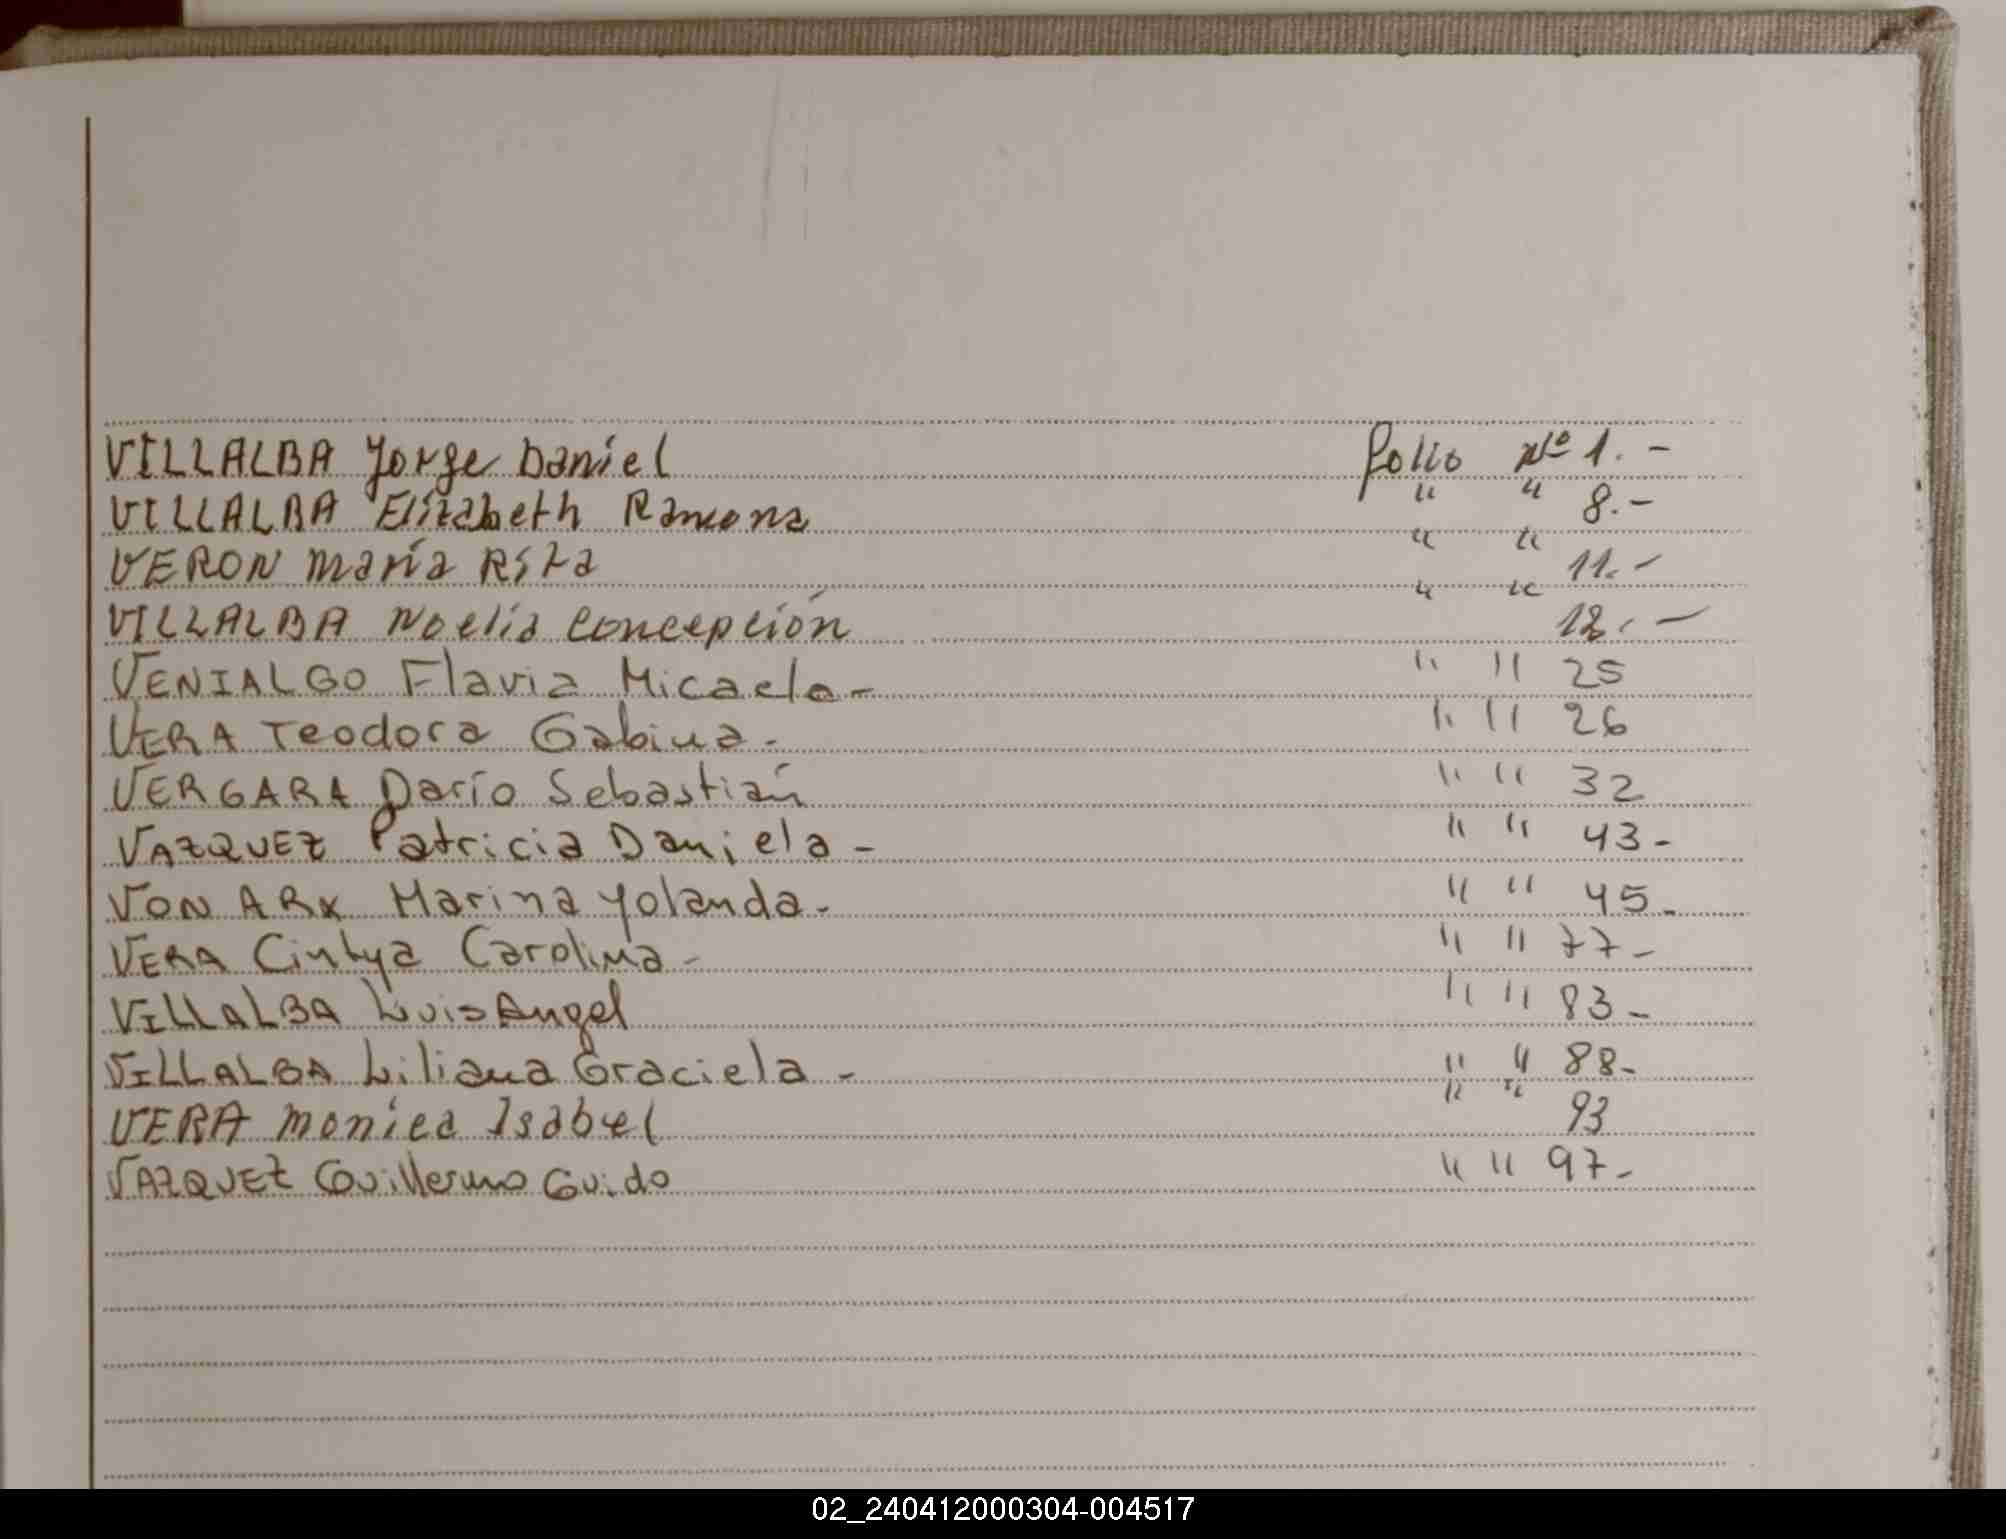 VILLALBA Jorge Daniel folio Nº 1.-
VILLALBA Elizabeth Ramona " " 8.-
VERON María Rita " " 11.-
VILLALBA Noelia Concepción " " 12.-
VENIALGO Flavia Micaela- " " 25
VERA Teodora Gabina- " " 26
VERGARA Darío Sebastián " " 32
VAZQUEZ Patricia Daniela- " " 43-
VON ARX Marina Yolanda- " " 45-
VERA Cintya Carolina- " " 77-
VILLALBA Luis Angel " " 83-
VILLALBA Liliana Graciela- " " 88-
VERA Monica Isabel " " 93
VAZQUEZ Guillermo Guido " " 97-
02_240412000304-004517